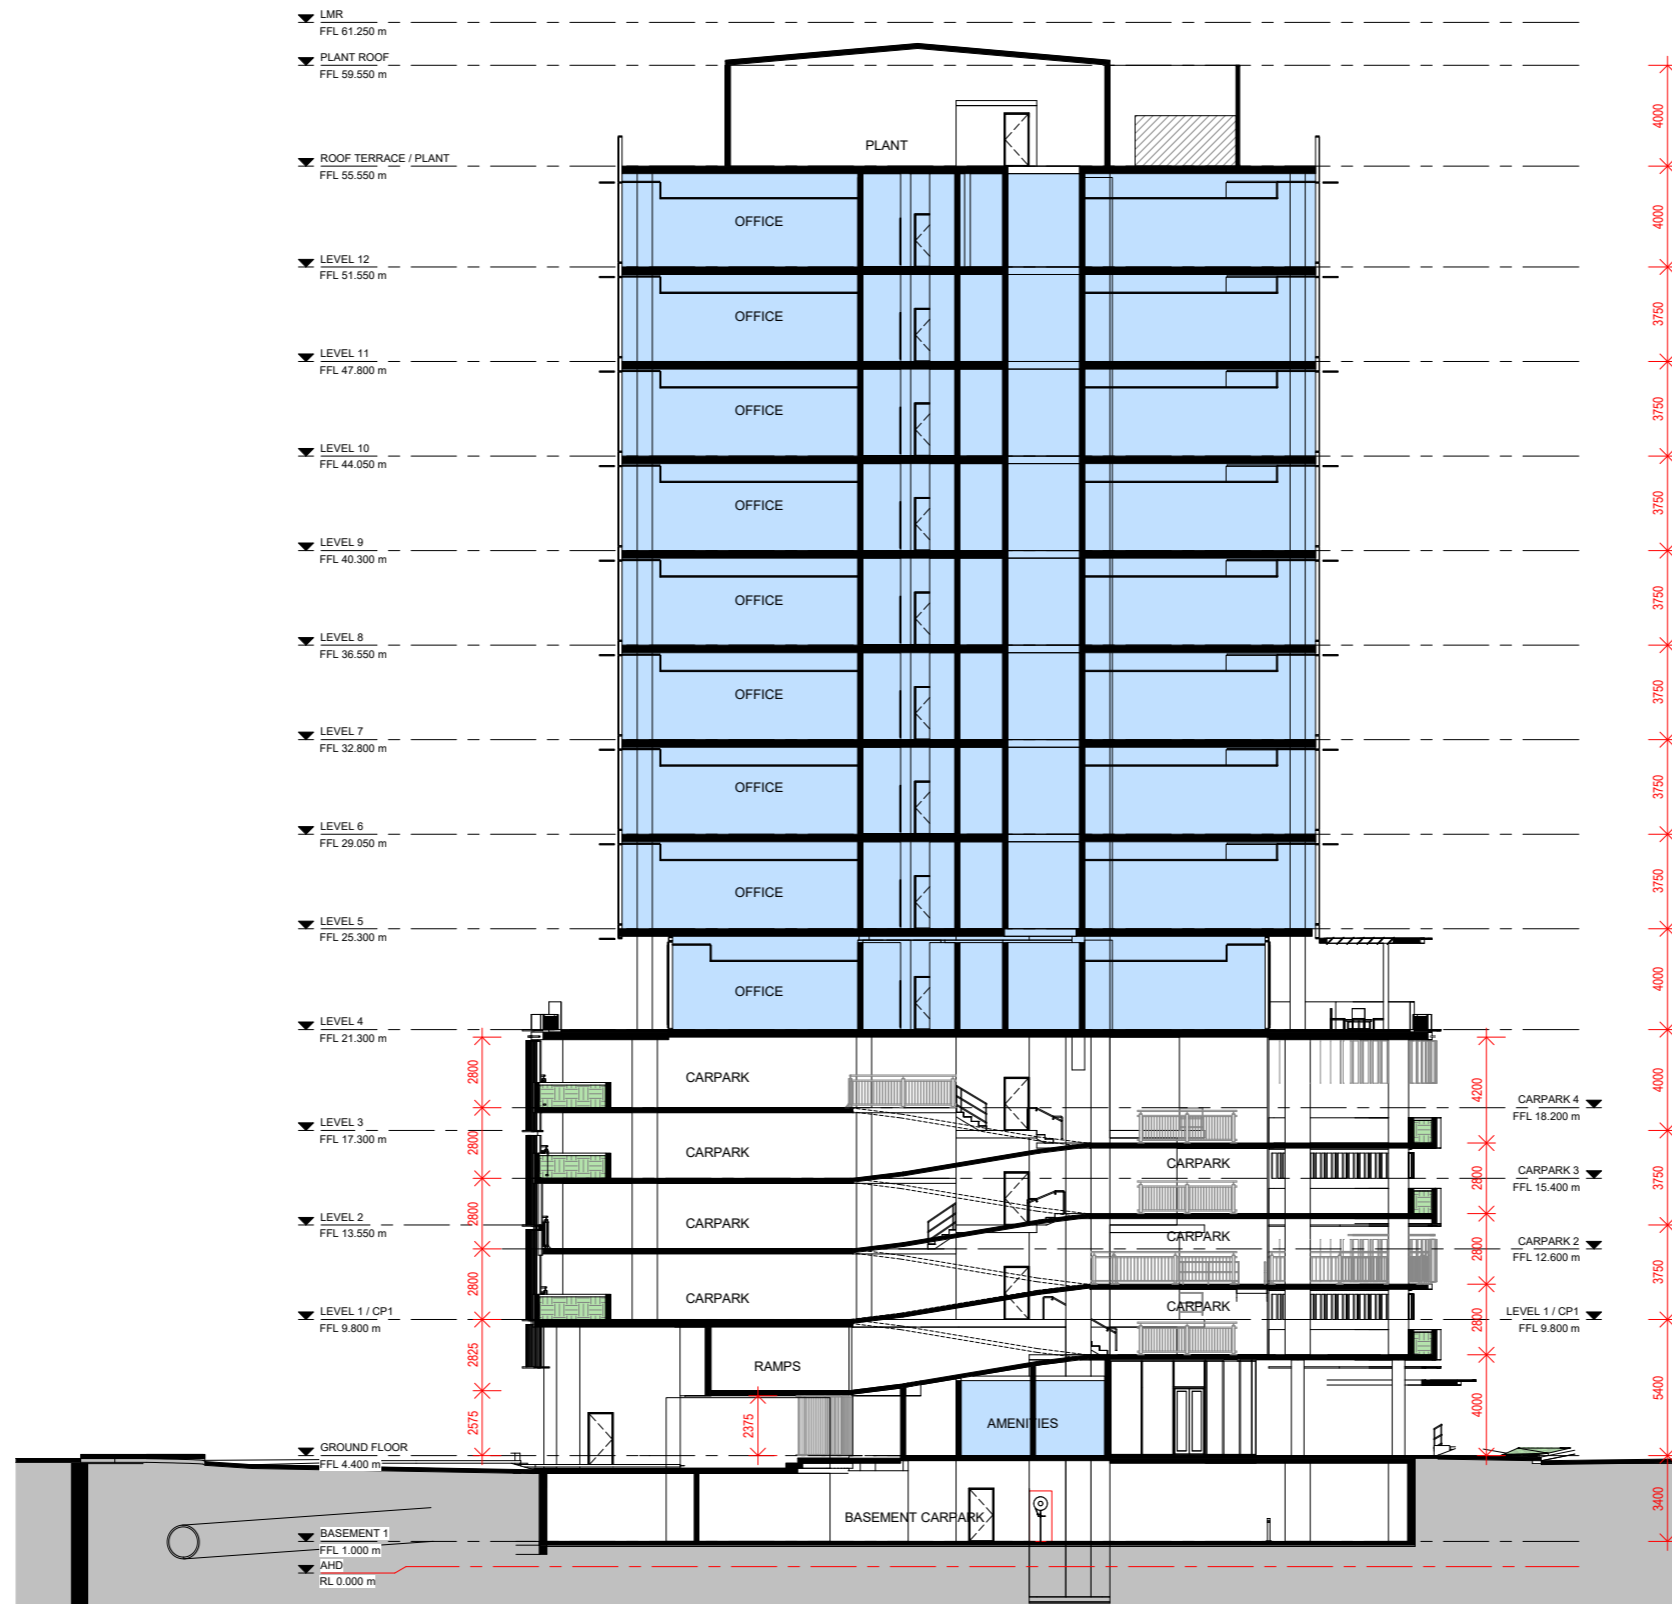 LMR
FFL 61.250 m
PLANT ROOF
FFL 59.550 m
4000
PLANT
ROOF TERRACE / PLANT
FFL 55.550 m
4000
OFFICE
LEVEL 12
FFL 51.550 m
3750
OFFICE
LEVEL 11
FFL 47.800 m
3750
OFFICE
LEVEL 10
FFL 44.050 m
3750
OFFICE
LEVEL 9
FFL 40.300 m
3750
OFFICE
LEVEL 8
FFL 36.550 m
3750
OFFICE
LEVEL 7
FFL 32.800 m
3750
OFFICE
LEVEL 6
FFL 29.050 m
3750
OFFICE
LEVEL 5
FFL 25.300 m
4000
OFFICE
LEVEL 4
FFL 21.300 m
2800
CARPARK
4200
4000
CARPARK 4
FFL 18.200 m
LEVEL 3
FFL 17.300 m
2800
CARPARK
CARPARK
2800
3750
CARPARK 3
FFL 15.400 m
LEVEL 2
FFL 13.550 m
2800
CARPARK
CARPARK
2800
3750
CARPARK 2
FFL 12.600 m
2800
CARPARK
CARPARK
2800
LEVEL 1 / CP1
FFL 9.800 m
LEVEL 1 / CP1
FFL 9.800 m
2825
RAMPS
5400
4000
2575
2375
AMENITIES
GROUND FLOOR
FFL 4.400 m
3400
BASEMENT CARPARK
BASEMENT 1
FFL 1.000 m
AHD
RL 0.000 m